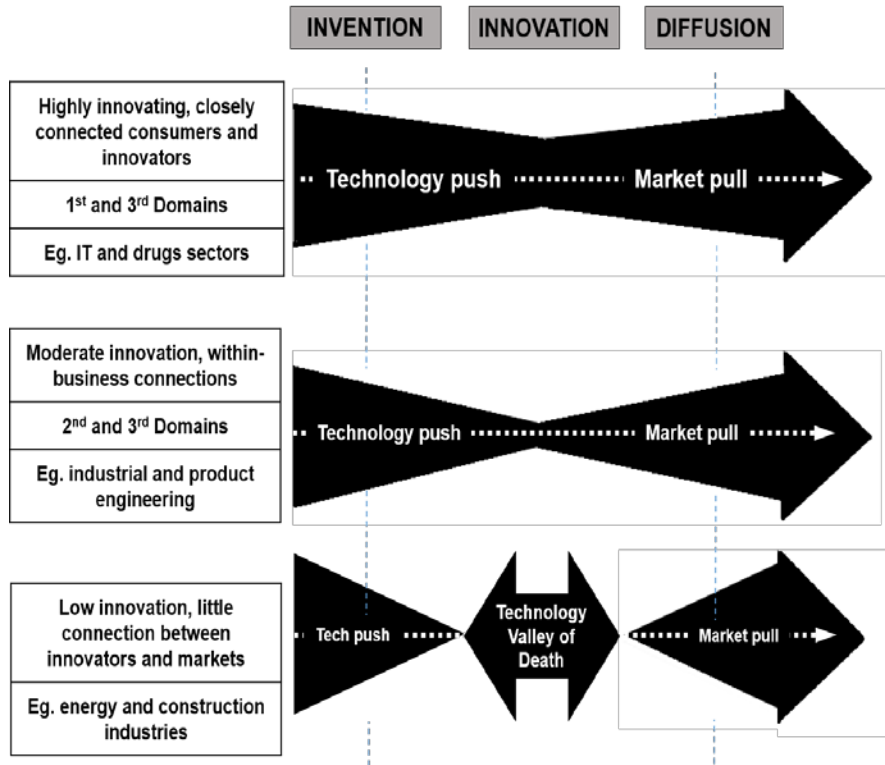 INVENTION
INNOVATION
DIFFUSION
Highly innovating, closely
connected consumers and
innovators
1st and 3rd Domains
Eg. IT and drugs sectors
Technology push
Market pull
Moderate innovation, within-
business connections
2nd and 3rd Domains
Eg. industrial and product
engineering
Technology push
Market pull
Low innovation, little
connection between
innovators and markets
Eg. energy and construction
industries
Tech push
Technology
Valley of
Death
Market pull